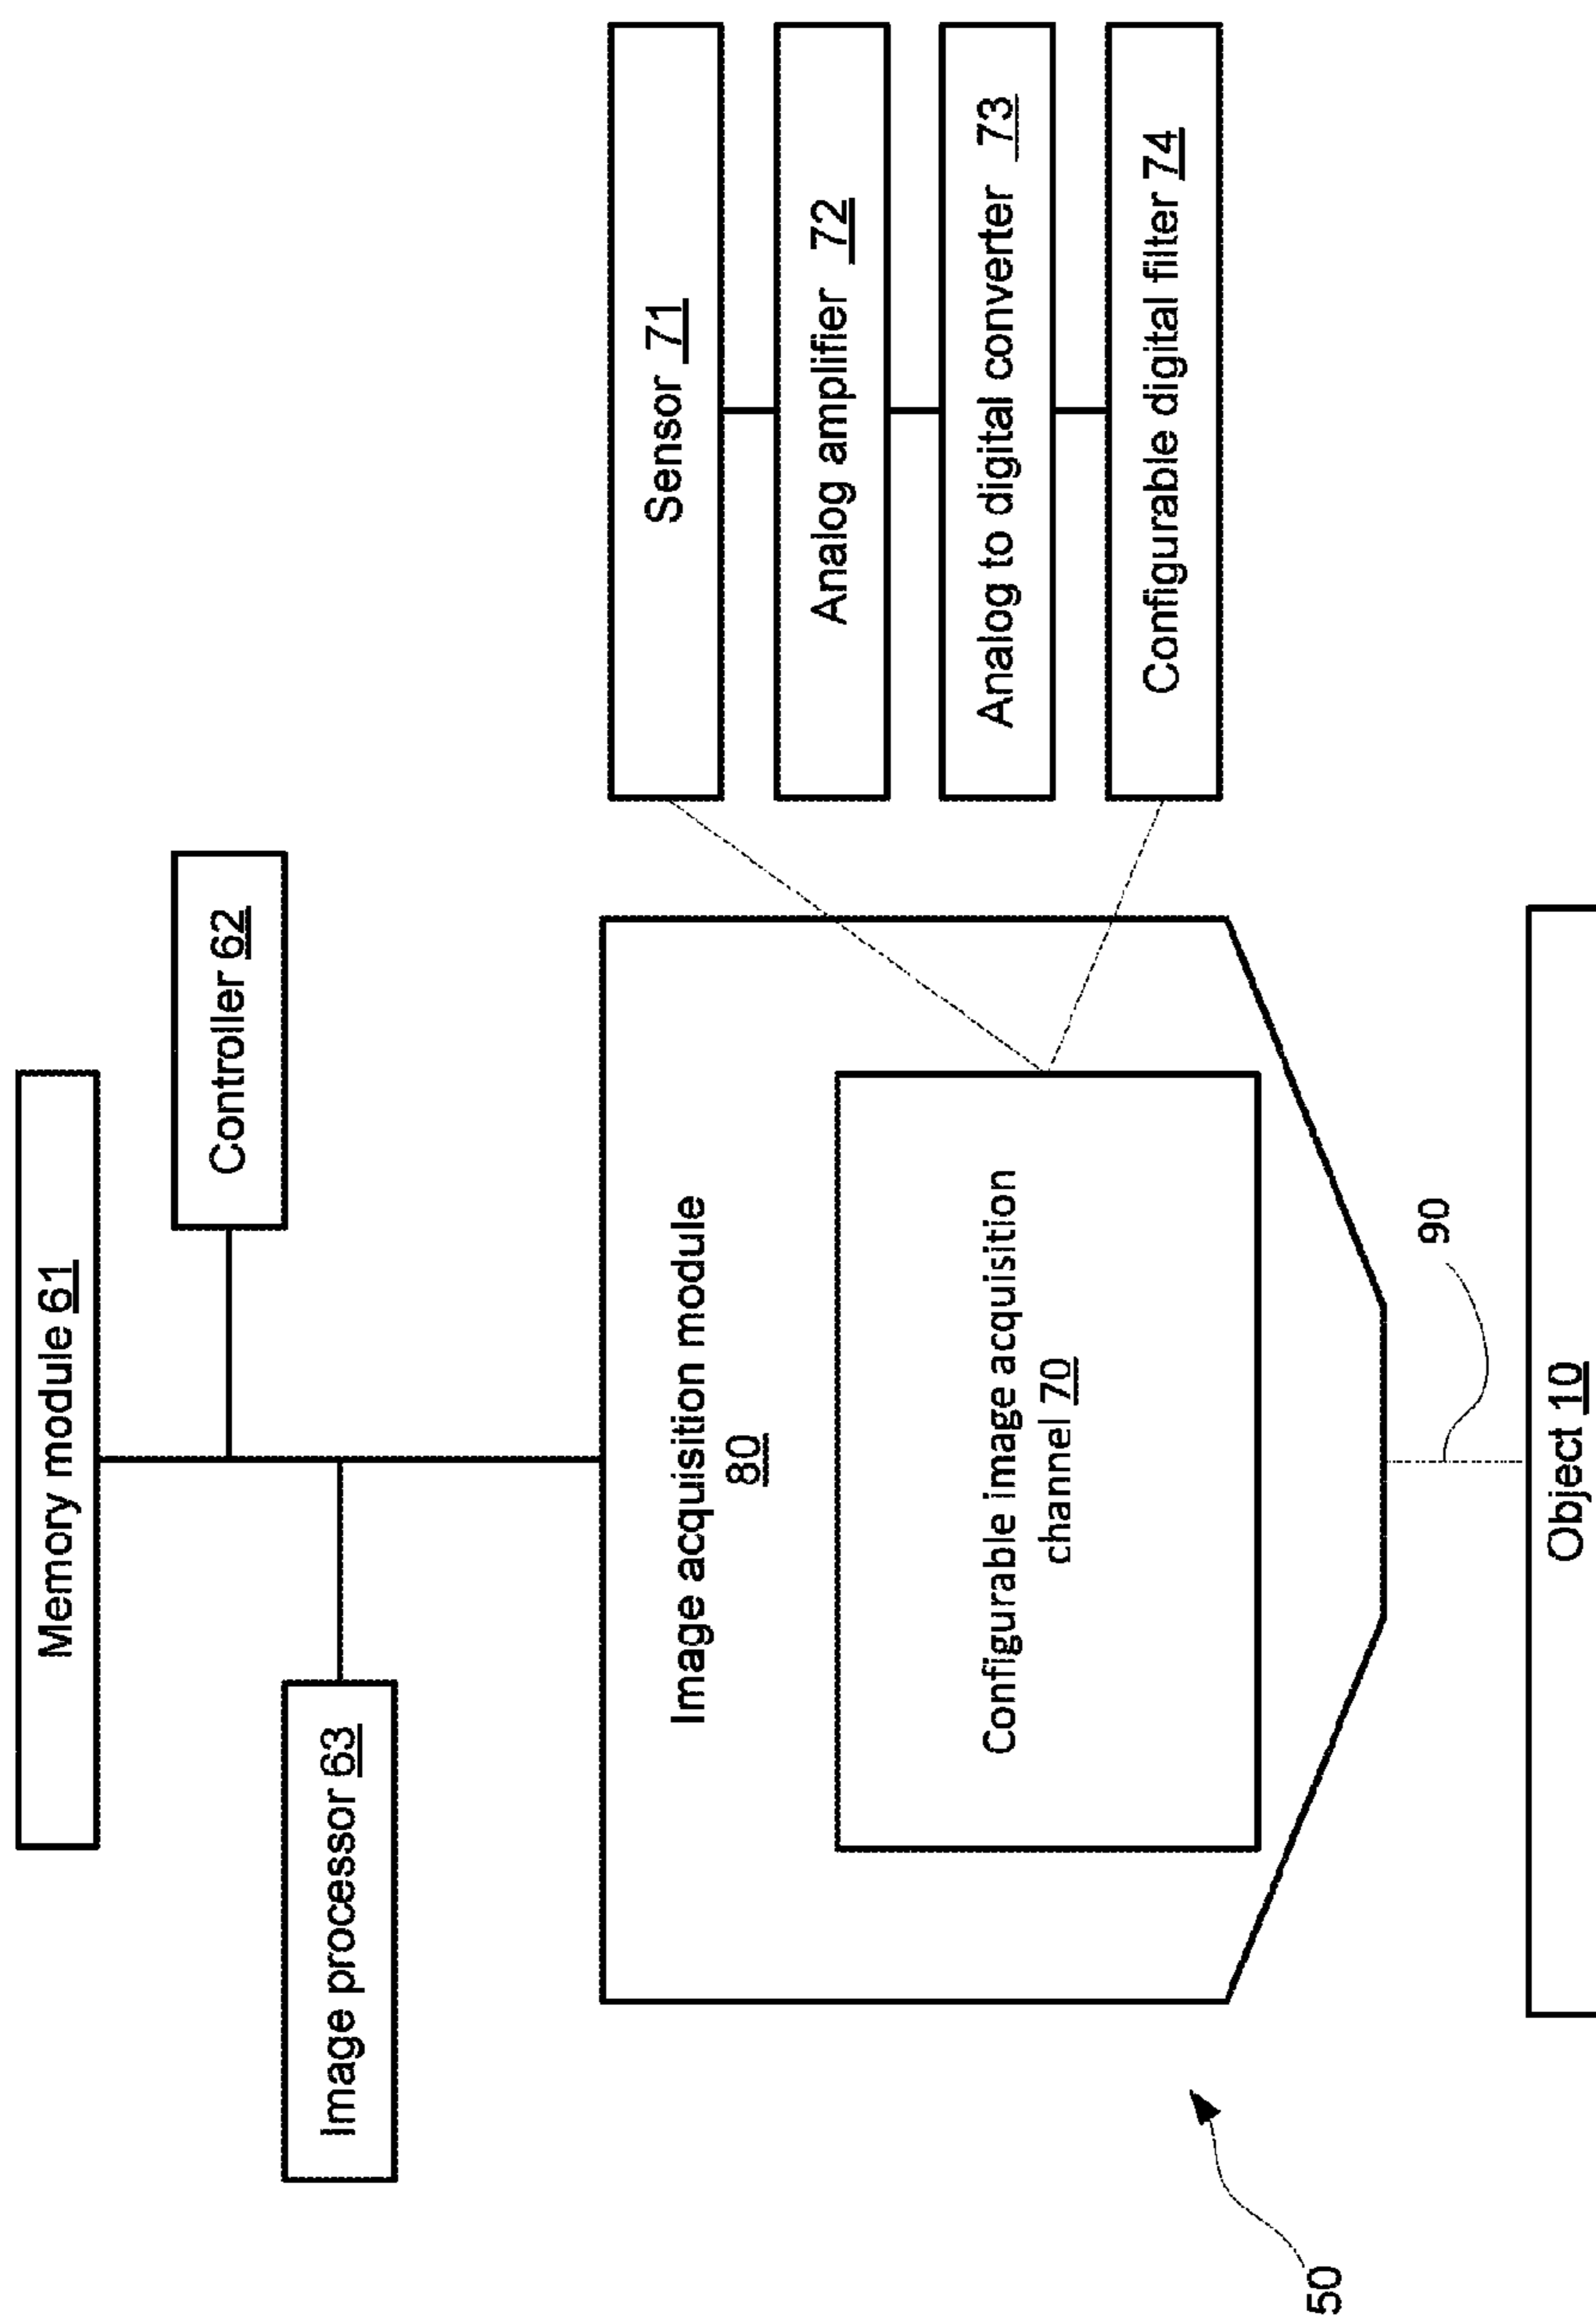 Memory module 61
Controller 62
Image processor 63
Image acquisition module
80
Configurable image acquisition
channel 70
Sensor 71
Analog amplifier 72
Analog to digital converter 73
Configurable digital filter 74
90
Object 10
50